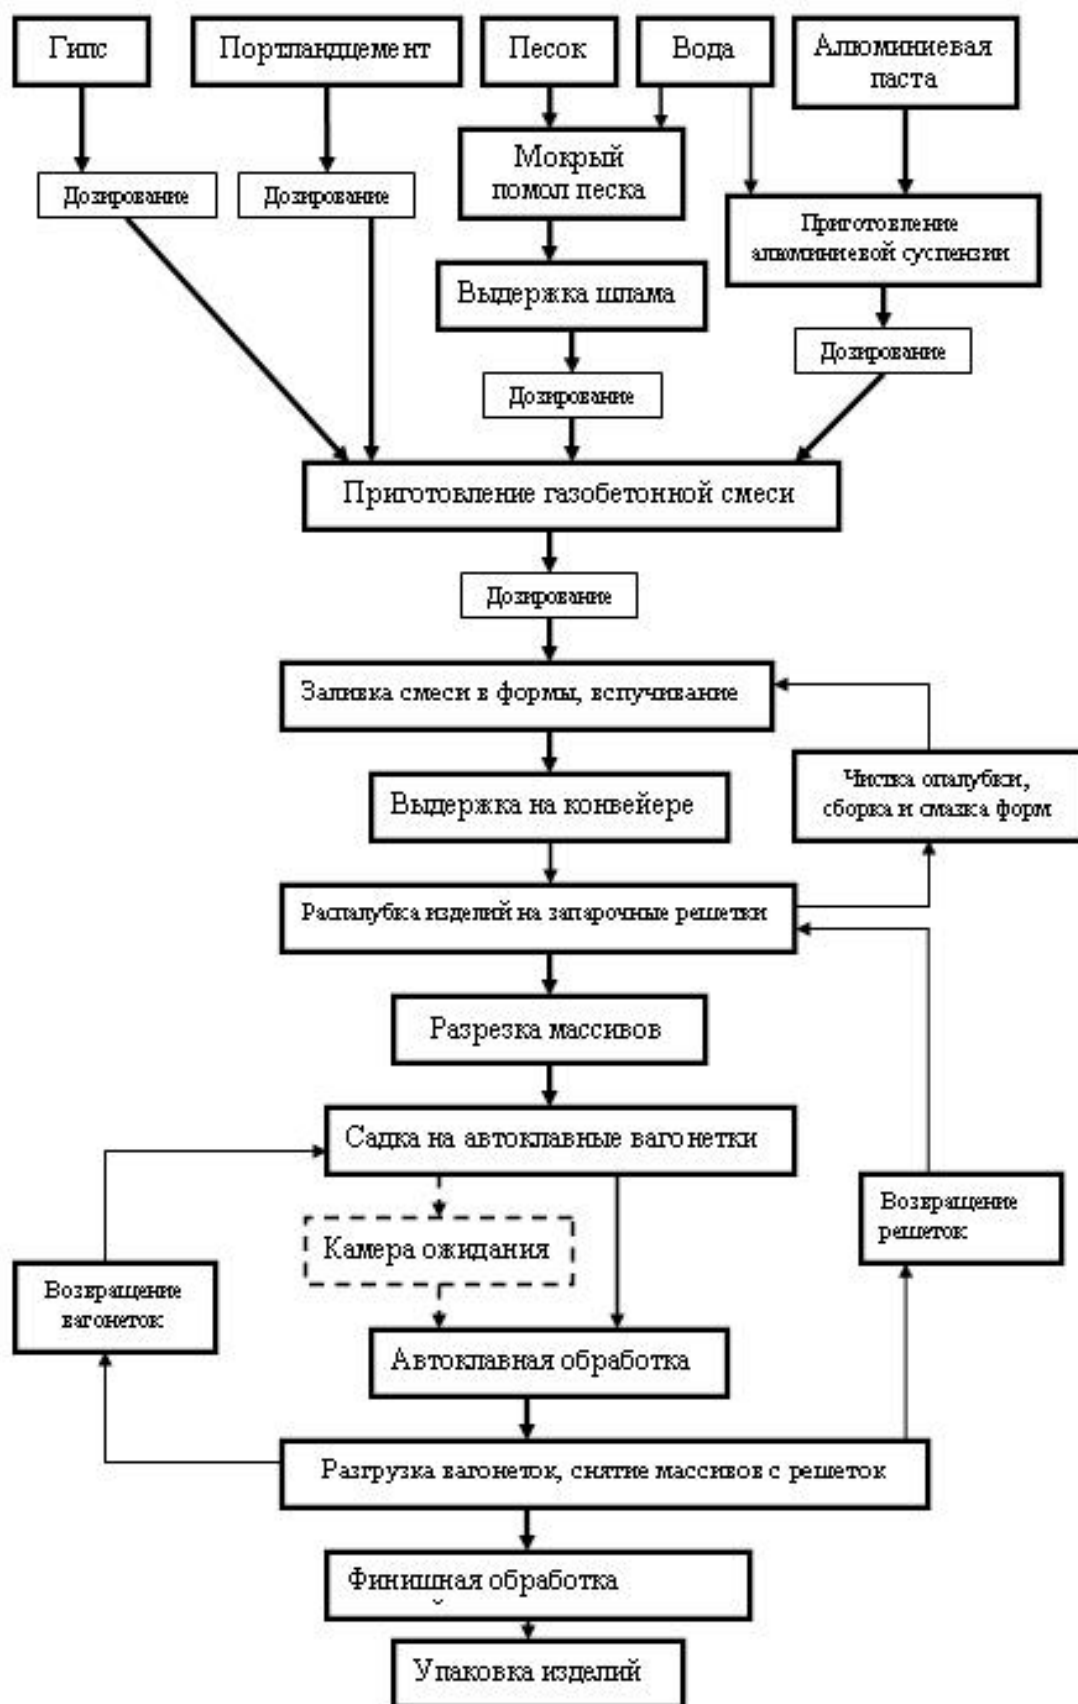 Гипс
Портландцемент
Песок
Вода
Алюминиевая
паста
Дозирование
Дозирование
Мокрый
помол песка
Приготовление
алюминиевой суспензии
Выдержка шлама
Дозирование
Дозирование
Приготовление газобетонной смеси
Дозирование
Заливка смеси в формы, вспучивание
Чистка опалубки,
сборка и смазка форм
Выдержка на конвейере
Распалубка изделий на запарочные решетки
Разрезка массивов
Садка на автоклавные вагонетки
Возвращение
решеток
Камера ожидания
Возвращение
вагонеток
Автоклавная обработка
Разгрузка вагонеток, снятие массивов с решеток
Финишная обработка
Упаковка изделий